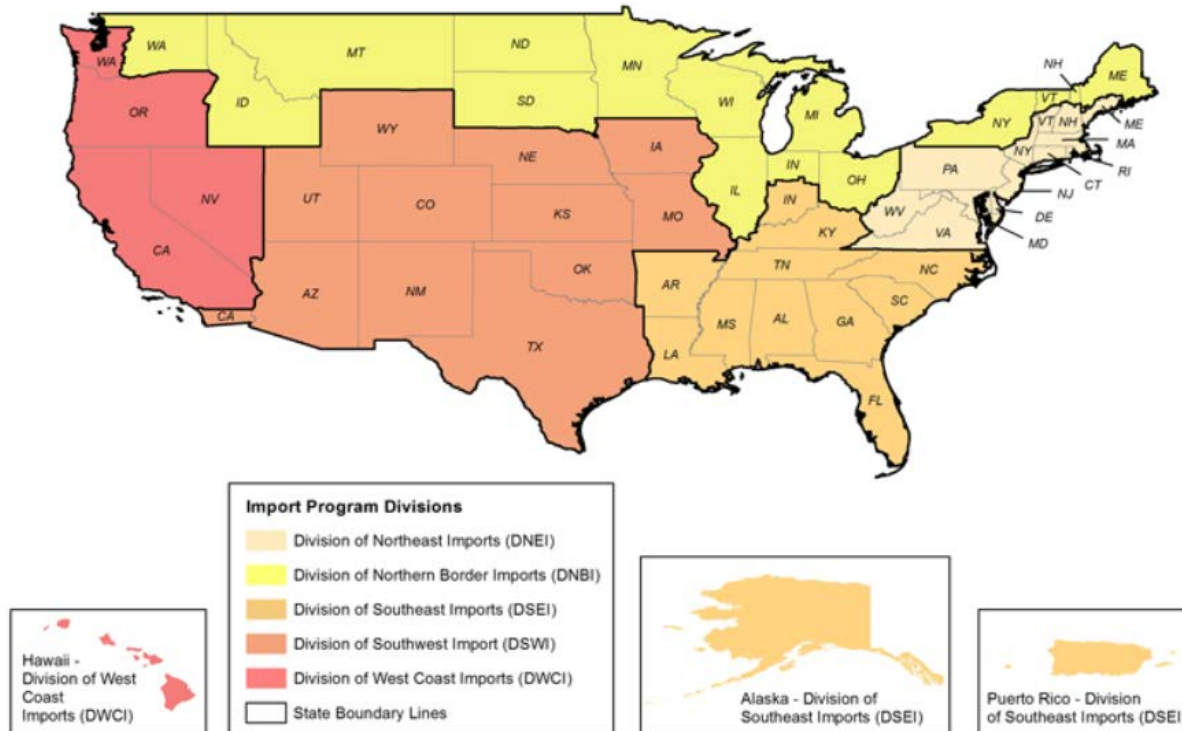 NH
ME
WA
WA
MT
ND
MN
VT
OR
ID
SD
WI
MI
NY
VT
NH
ME
WY
MA
NY
IA
RI
NE
PA
CT
IN
OH
NV
UT
IL
NJ
CO
IN
WV
DE
KS
MO
VA
KY
MD
CA
OK
TN
NC
AZ
NM
AR
SC
CA
MS
AL
GA
TX
LA
FL
Import Program Divisions
Division of Northeast Imports (DNEI)
Division of Northern Border Imports (DNBI)
Division of Southeast Imports (DSEI)
Division of Southwest Import (DSWI)
Division of West Coast Imports (DWCI)
State Boundary Lines
Hawaii -
Division of West
Coast
Imports (DWCI)
Alaska - Division of
Southeast Imports (DSEI)
Puerto Rico - Division
of Southeast Imports (DSEI